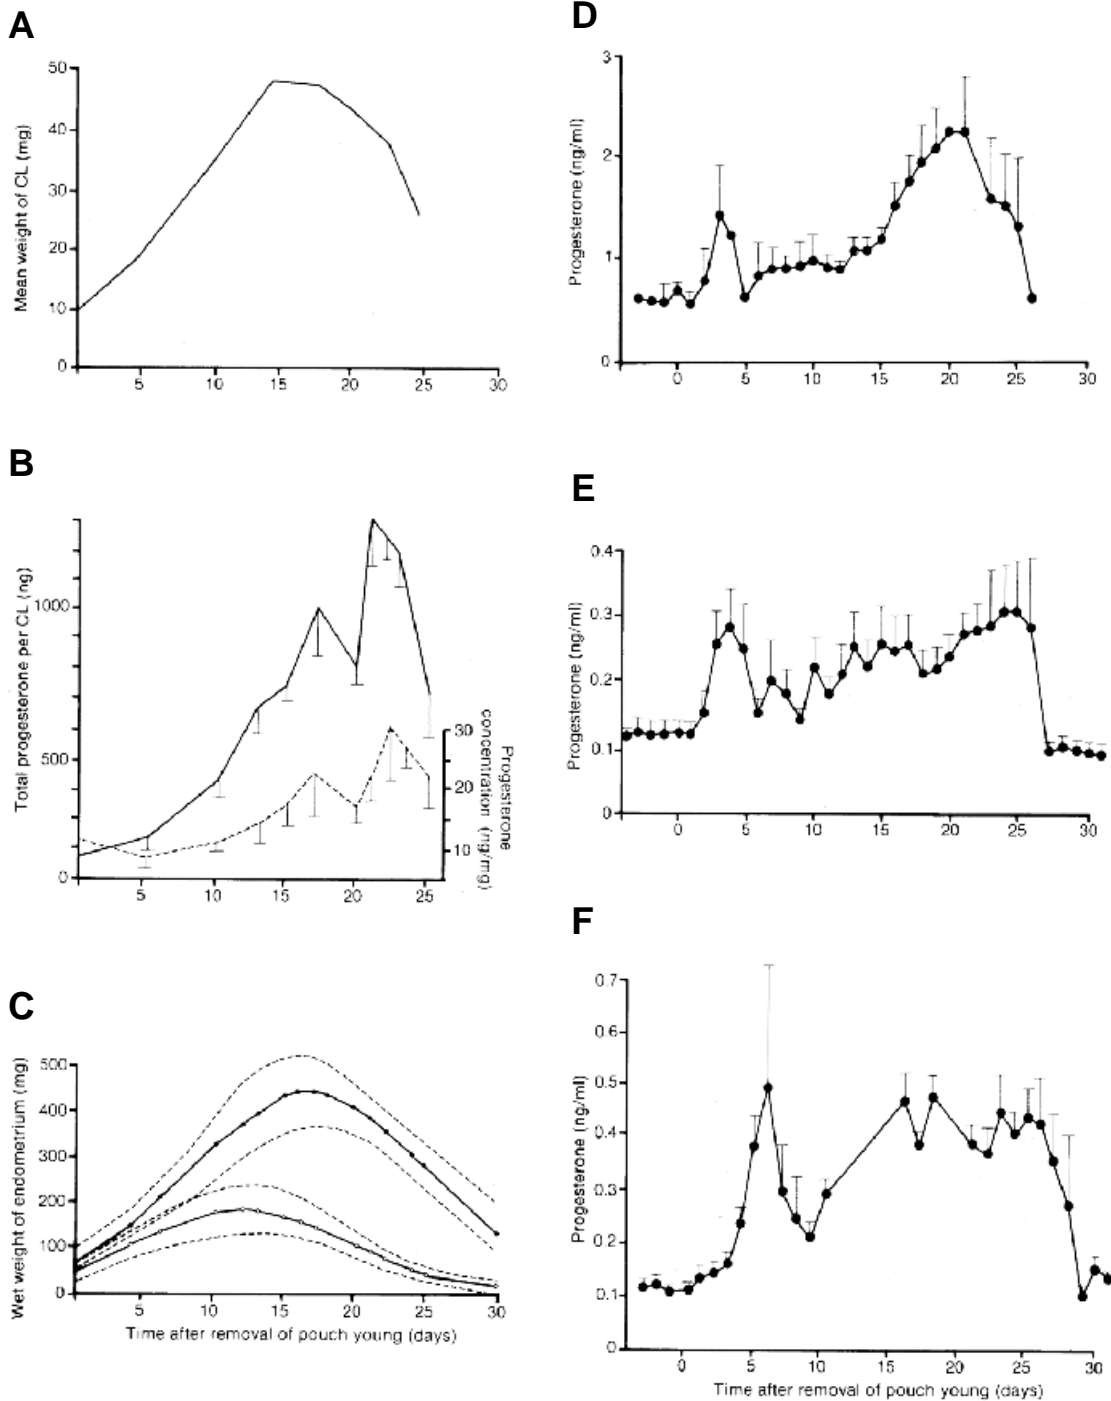 A
50
40
30
20
10
0
Mean weight of CL (mg)
5 10 15 20 25 30
B
1000
500
0
Total progesterone per CL (ng)
30
20
10
Progesterone
concentration (ng/mg)
5 10 15 20 25
C
500
400
300
200
100
0
Wet weight of endometrium (mg)
5 10 15 20 25 30
Time after removal of pouch young (days)
D
3
2
1
0
Progesterone (ng/ml)
0 5 10 15 20 25 30
E
0.4
0.3
0.2
0.1
0
Progesterone (ng/ml)
0 5 10 15 20 25 30
F
0.7
0.6
0.5
0.4
0.3
0.2
0.1
0
Progesterone (ng/ml)
0 5 10 15 20 25 30
Time after removal of pouch young (days)